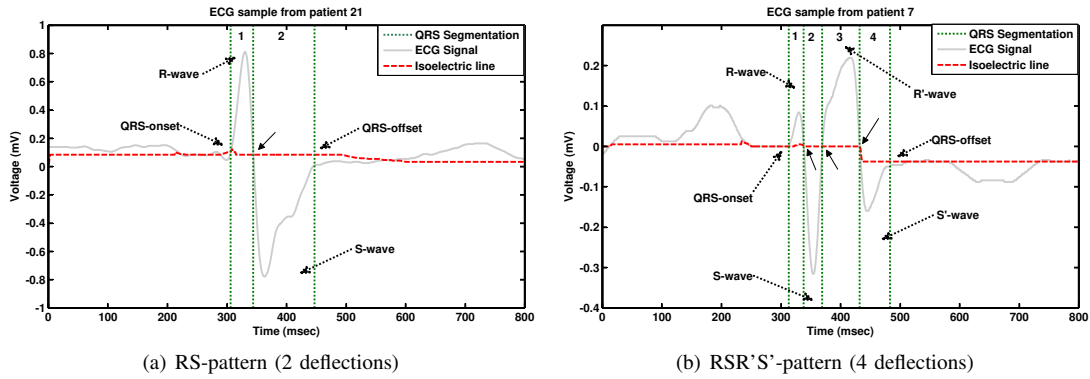 ECG sample from patient 21
1 2
QRS Segmentation
ECG Signal
Isoelectric line
R-wave
QRS-onset
QRS-offset
S-wave
Voltage (mV)
1
0.8
0.6
0.4
0.2
0
-0.2
-0.4
-0.6
-0.8
-1
0 100 200 300 400 500 600 700 800
Time (msec)
(a) RS-pattern (2 deflections)
ECG sample from patient 7
1 2 3 4
QRS Segmentation
ECG Signal
Isoelectric line
R-wave
R'-wave
QRS-onset
QRS-offset
S-wave
S'-wave
Voltage (mV)
0.3
0.2
0.1
0
-0.1
-0.2
-0.3
-0.4
0 100 200 300 400 500 600 700 800
Time (msec)
(b) RSR'S'-pattern (4 deflections)